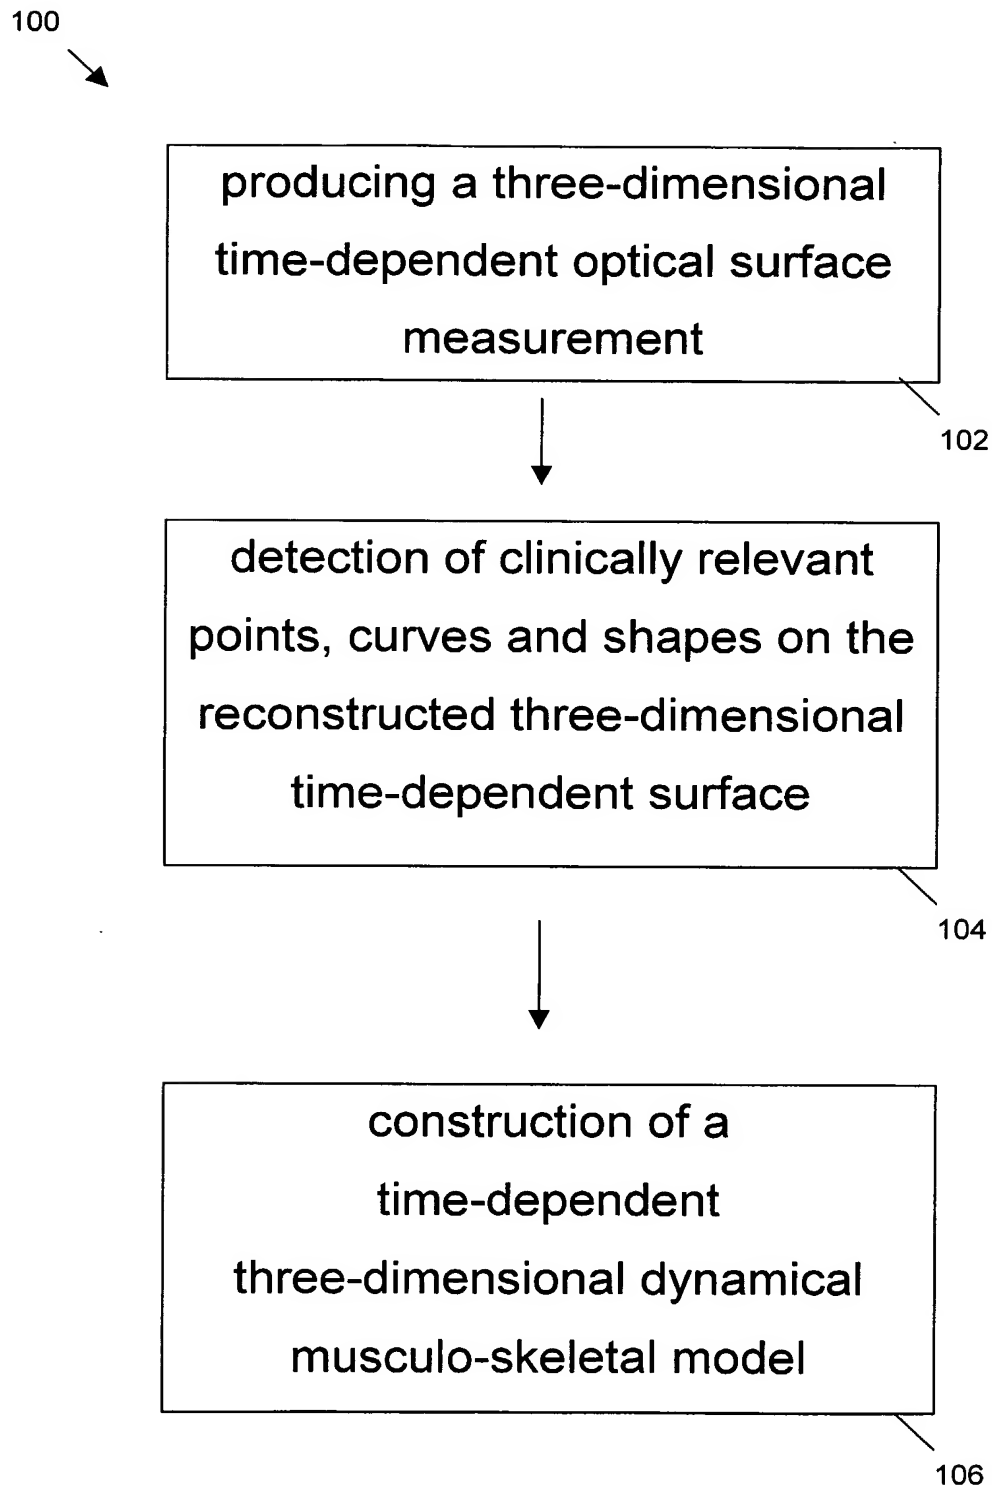 100
producing a three-dimensional
time-dependent optical surface
measurement
102
detection of clinically relevant
points, curves and shapes on the
reconstructed three-dimensional
time-dependent surface
104
construction of a
time-dependent
three-dimensional dynamical
musculo-skeletal model
106